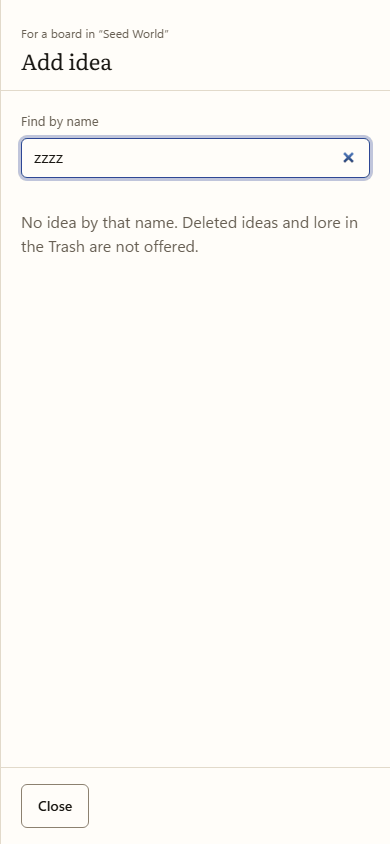 For a board in “Seed World”
Add idea
Find by name
zzzz
No idea by that name. Deleted ideas and lore in
the Trash are not offered.
Close